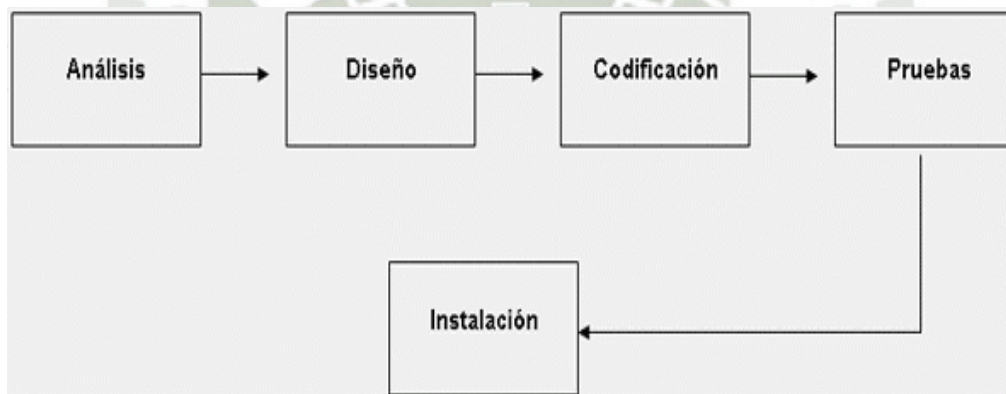 Análisis
Diseño
Codificación
Pruebas
Instalación